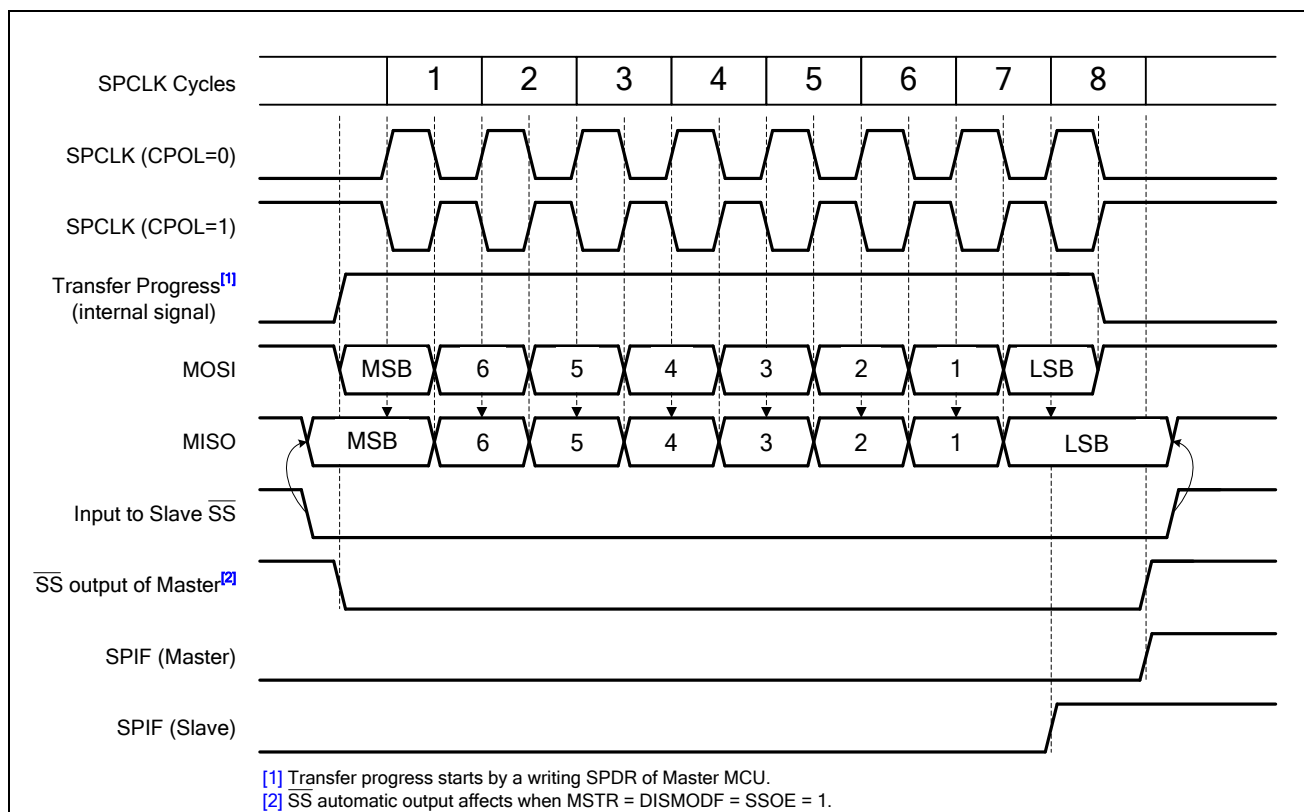 SPCLK Cycles 1 2 3 4 5 6 7 8
SPCLK (CPOL=0)
SPCLK (CPOL=1)
Transfer Progress[1]
(internal signal)
MOSI MSB 6 5 4 3 2 1 LSB
MISO MSB 6 5 4 3 2 1 LSB
Input to Slave S̅S̅
S̅S̅ output of Master[2]
SPIF (Master)
SPIF (Slave)
[1] Transfer progress starts by a writing SPDR of Master MCU.
[2] S̅S̅ automatic output affects when MSTR = DISMODF = SSOE = 1.